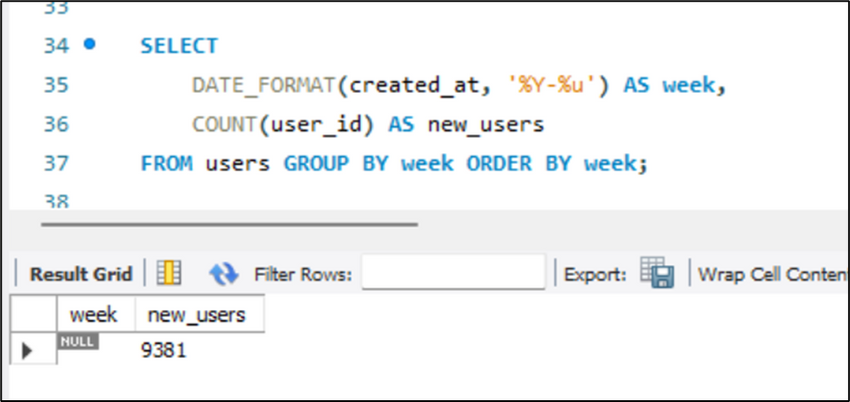 33
34 SELECT
35 DATE_FORMAT(created_at, '%Y-%u') AS week,
36 COUNT(user_id) AS new_users
37 FROM users GROUP BY week ORDER BY week;
38
Result Grid Filter Rows: Export: Wrap Cell Conten
week new_users
NULL 9381